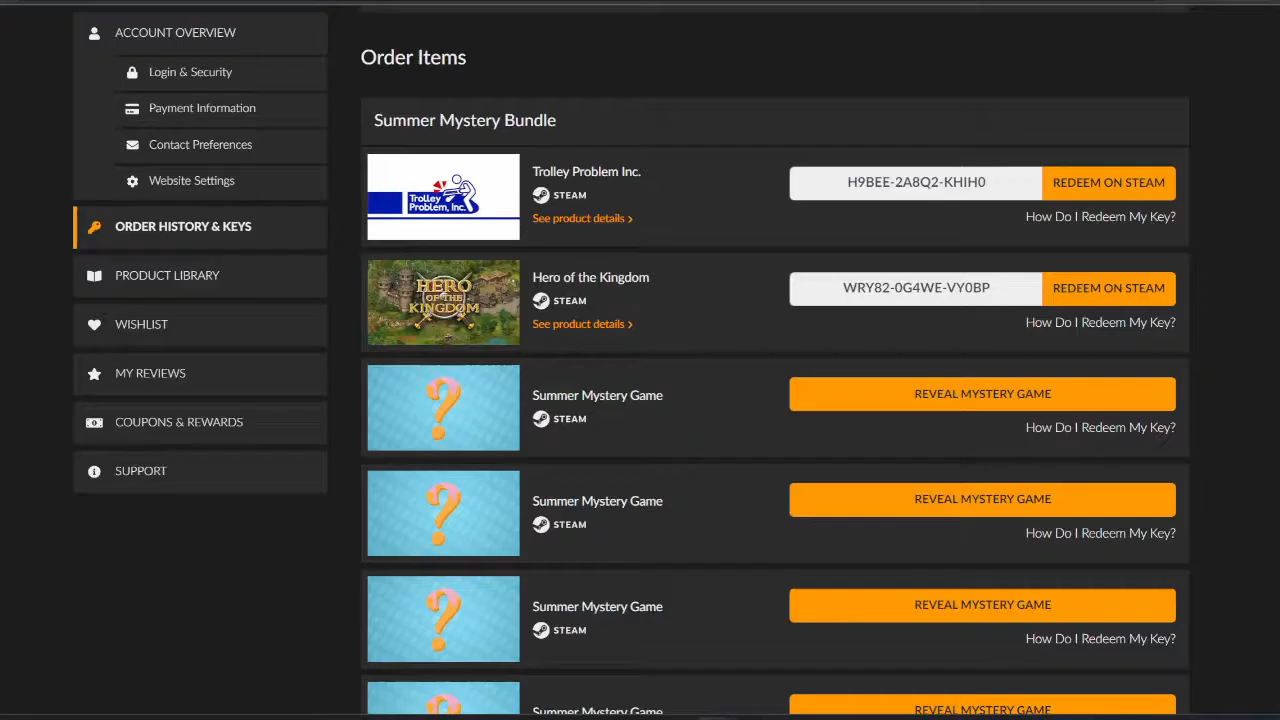 ACCOUNT OVERVIEW
Login & Security
Payment Information
Contact Preferences
Website Settings
ORDER HISTORY & KEYS
PRODUCT LIBRARY
WISHLIST
MY REVIEWS
COUPONS & REWARDS
SUPPORT
Order Items
Summer Mystery Bundle
Trolley
Problem, Inc.
Trolley Problem Inc.
STEAM
See product details >
H9BEE-2A8Q2-KHIH0
REDEEM ON STEAM
How Do I Redeem My Key?
HERO
OF THE
KINGDOM
Hero of the Kingdom
STEAM
See product details >
WRY82-0G4WE-VY0BP
REDEEM ON STEAM
How Do I Redeem My Key?
?
Summer Mystery Game
STEAM
REVEAL MYSTERY GAME
How Do I Redeem My Key?
?
Summer Mystery Game
STEAM
REVEAL MYSTERY GAME
How Do I Redeem My Key?
?
Summer Mystery Game
STEAM
REVEAL MYSTERY GAME
How Do I Redeem My Key?
Summer Mystery Game
REVEAL MYSTERY GAME